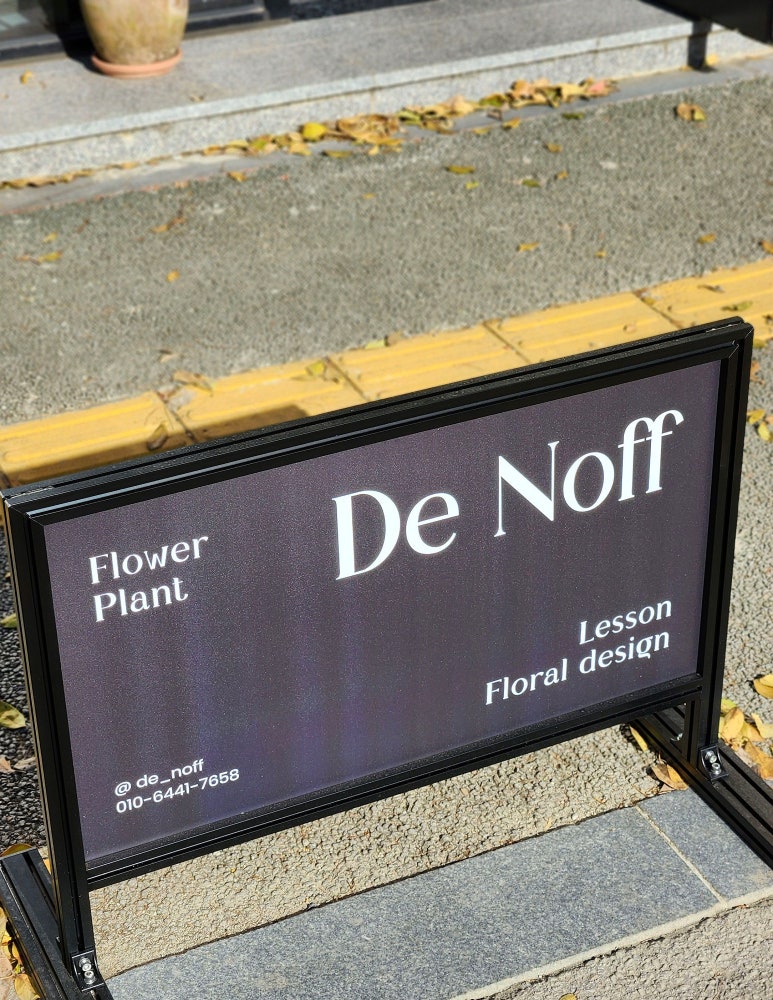 De Noff
Flower
Plant
Lesson
Floral design
@ de_noff
010-6441-7658